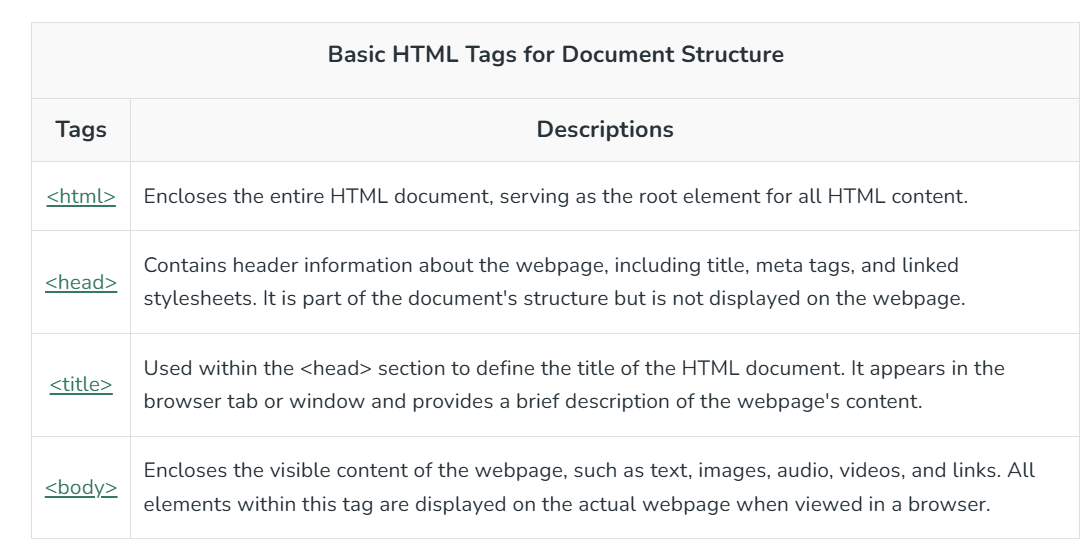 Basic HTML Tags for Document Structure
Tags Descriptions
<html> Encloses the entire HTML document, serving as the root element for all HTML content.
<head> Contains header information about the webpage, including title, meta tags, and linked
stylesheets. It is part of the document's structure but is not displayed on the webpage.
<title> Used within the <head> section to define the title of the HTML document. It appears in the
browser tab or window and provides a brief description of the webpage's content.
<body> Encloses the visible content of the webpage, such as text, images, audio, videos, and links. All
elements within this tag are displayed on the actual webpage when viewed in a browser.